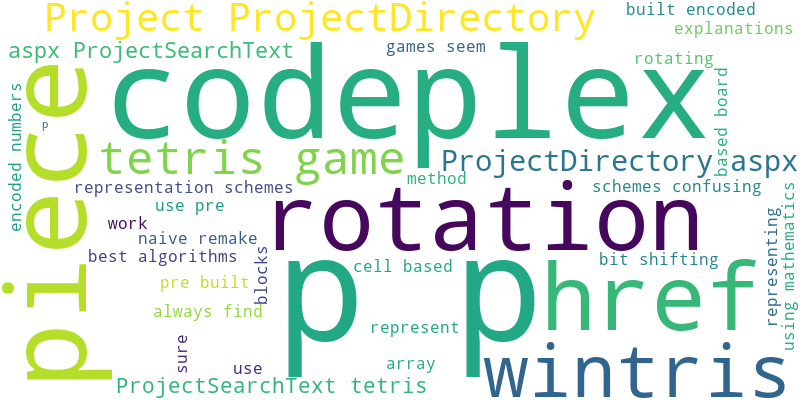 Project ProjectDirectory
built encoded
explanations
aspx ProjectSearchText
games seem
rotating
codeplex
piece
encoded numbers
p
based board
tetris game
ProjectDirectory aspx
method
representation schemes
schemes confusing
use pre
rotation
work
naive remake
best algorithms
blocks
cell based
bit shifting
representing
using mathematics
pre built
p p
href
always find
represent
sure
use
array
wintris
ProjectSearchText tetris